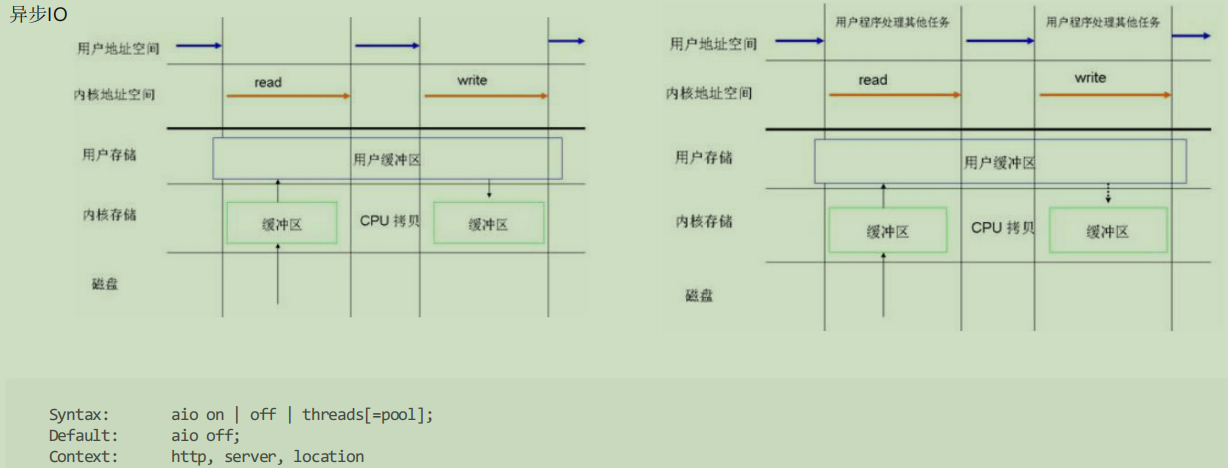 异步IO
用户地址空间
内核地址空间
read
write
用户存储
用户缓冲区
内核存储
缓冲区
CPU 拷贝
缓冲区
磁盘
用户程序处理其他任务
用户程序处理其他任务
用户地址空间
内核地址空间
read
write
用户存储
用户缓冲区
内核存储
缓冲区
CPU 拷贝
缓冲区
磁盘
Syntax: aio on | off | threads[=pool];
Default: aio off;
Context: http, server, location